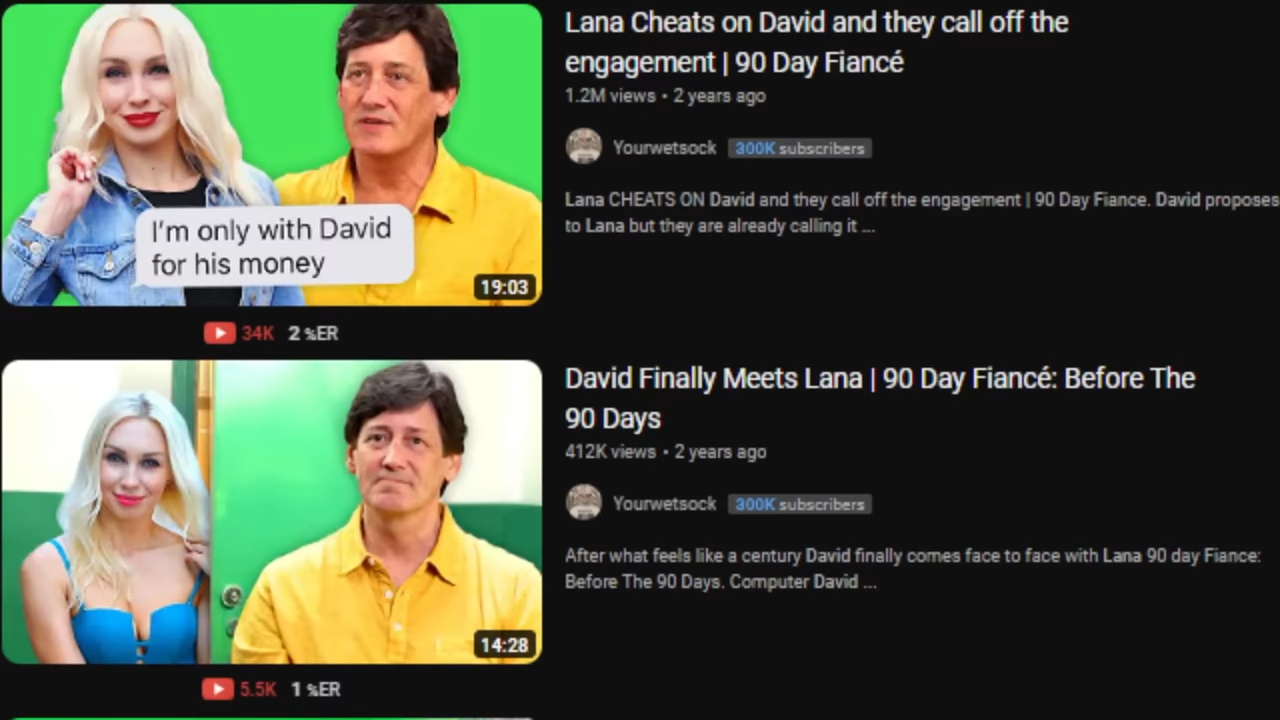 Lana Cheats on David and they call off the
engagement | 90 Day Fiancé
1.2M views • 2 years ago
Yourwetsock 300K subscribers
Lana CHEATS ON David and they call off the engagement | 90 Day Fiance. David proposes
to Lana but they are already calling it ...
I'm only with David
for his money
19:03
34K 2 %ER
David Finally Meets Lana | 90 Day Fiancé: Before The
90 Days
412K views • 2 years ago
Yourwetsock 300K subscribers
After what feels like a century David finally comes face to face with Lana 90 day Fiance:
Before The 90 Days. Computer David ...
14:28
5.5K 1 %ER